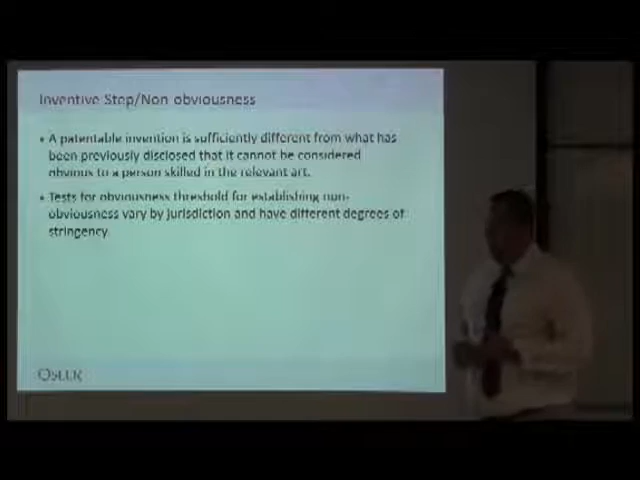 Inventive Step/Non obviousness
• A patentable invention is sufficiently different from what has
been previously disclosed that it cannot be considered
obvious to a person skilled in the relevant art.
• Tests for obviousness threshold for establishing non-
obviousness vary by jurisdiction and have different degrees of
stringency
OSLER